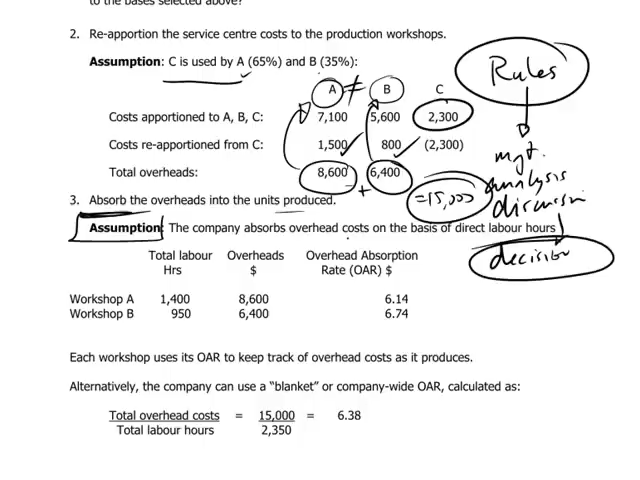 to the bases selected above?
2. Re-apportion the service centre costs to the production workshops.
Assumption: C is used by A (65%) and B (35%):
A ≠ B C
Rules
Costs apportioned to A, B, C: 7,100 5,600 2,300
Costs re-apportioned from C: 1,500 800 (2,300)
mgt.
Total overheads: 8,600 + 6,400 =15,000
analysis
discussion
decision
3. Absorb the overheads into the units produced.
Assumption: The company absorbs overhead costs on the basis of direct labour hours
Total labour Overheads Overhead Absorption
Hrs $ Rate (OAR) $
Workshop A 1,400 8,600 6.14
Workshop B 950 6,400 6.74
Each workshop uses its OAR to keep track of overhead costs as it produces.
Alternatively, the company can use a “blanket” or company-wide OAR, calculated as:
Total overhead costs = 15,000 = 6.38
Total labour hours 2,350